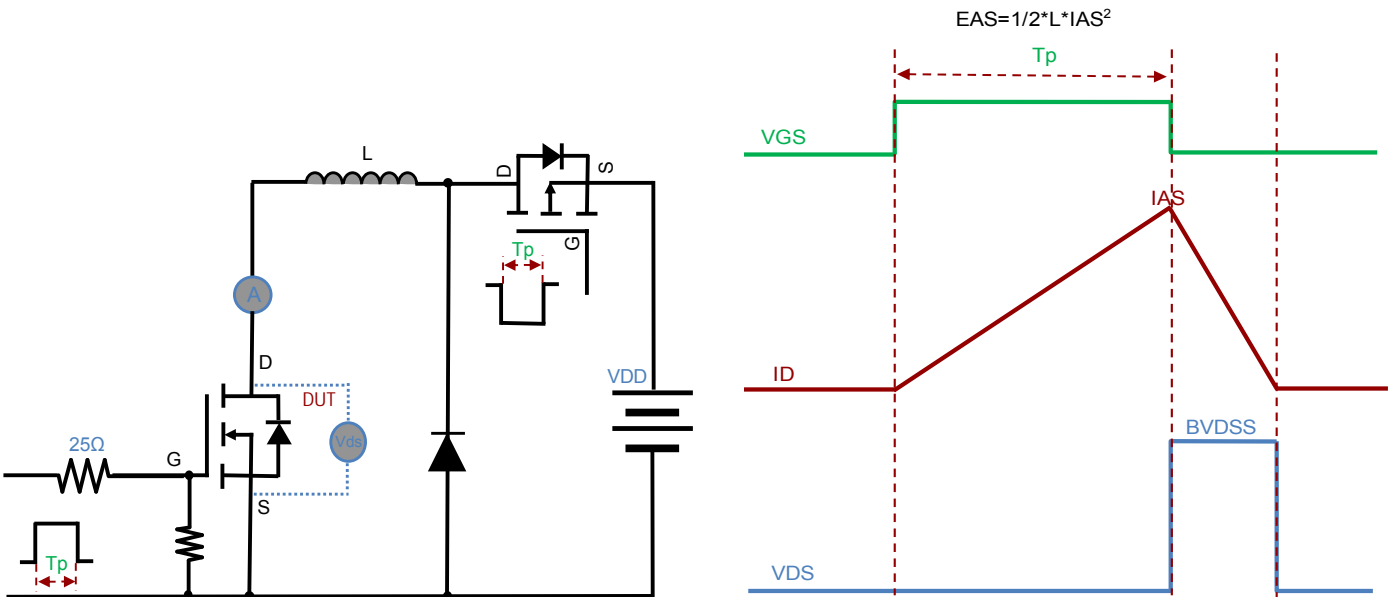 L
D
S
G
Tp
A
D
DUT
Vds
VDD
25Ω
G
S
Tp
EAS=1/2*L*IAS²
Tp
VGS
IAS
ID
BVDSS
VDS